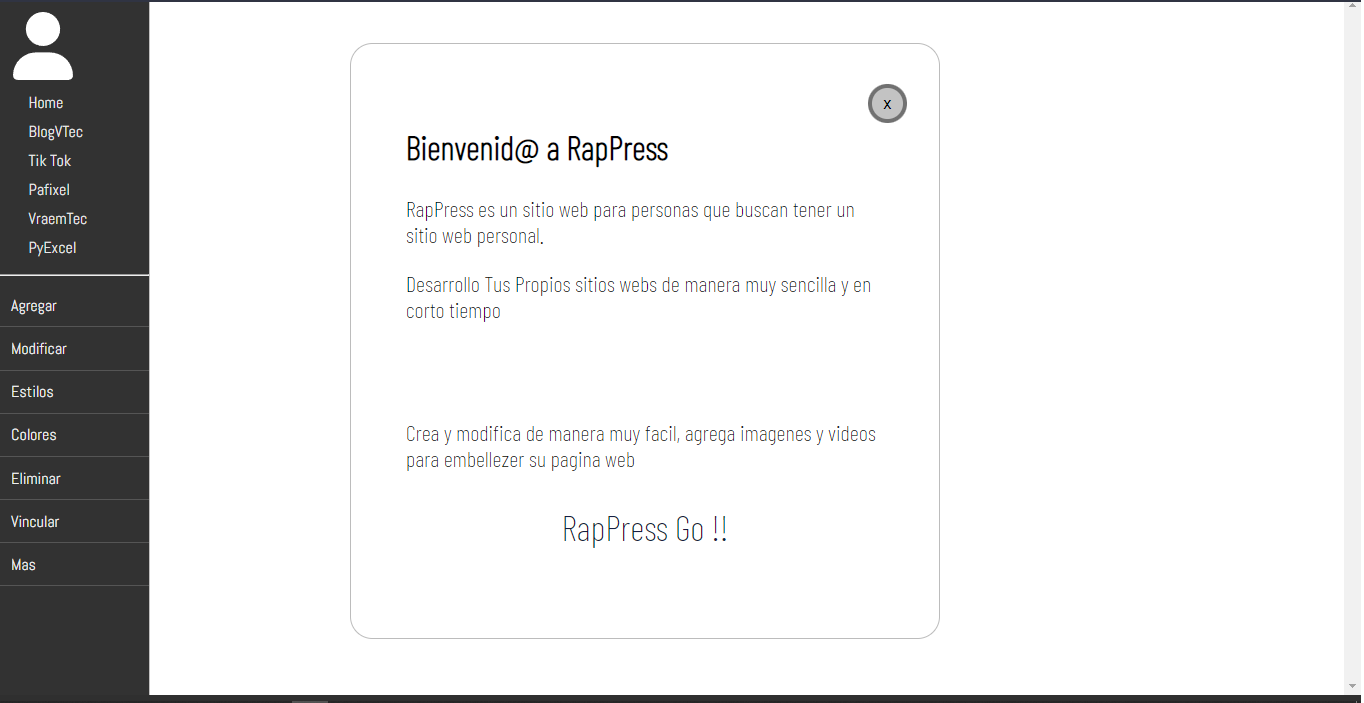 Home
BlogVTec
Tik Tok
Pafixel
VraemTec
PyExcel
Agregar
Modificar
Estilos
Colores
Eliminar
Vincular
Mas
x
Bienvenid@ a RapPress
RapPress es un sitio web para personas que buscan tener un
sitio web personal.
Desarrollo Tus Propios sitios webs de manera muy sencilla y en
corto tiempo
Crea y modifica de manera muy facil, agrega imagenes y videos
para embellezer su pagina web
RapPress Go !!